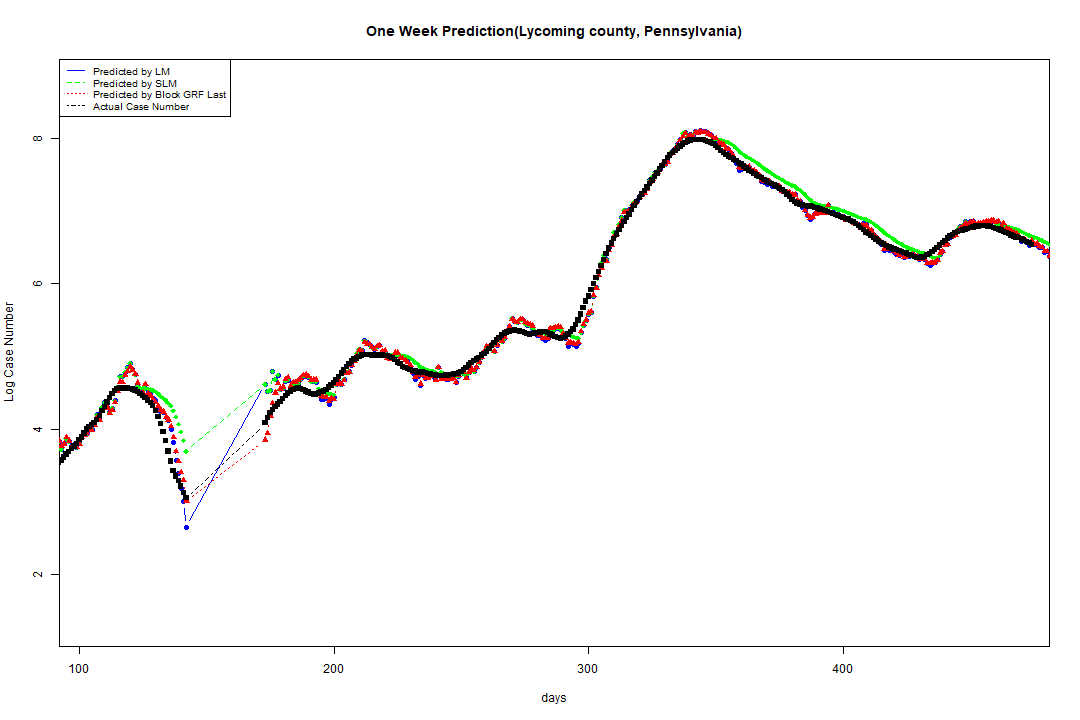 One Week Prediction(Lycoming county, Pennsylvania)
Predicted by LM
Predicted by SLM
Predicted by Block GRF Last
Actual Case Number
Log Case Number
8
6
4
2
100 200 300 400
days